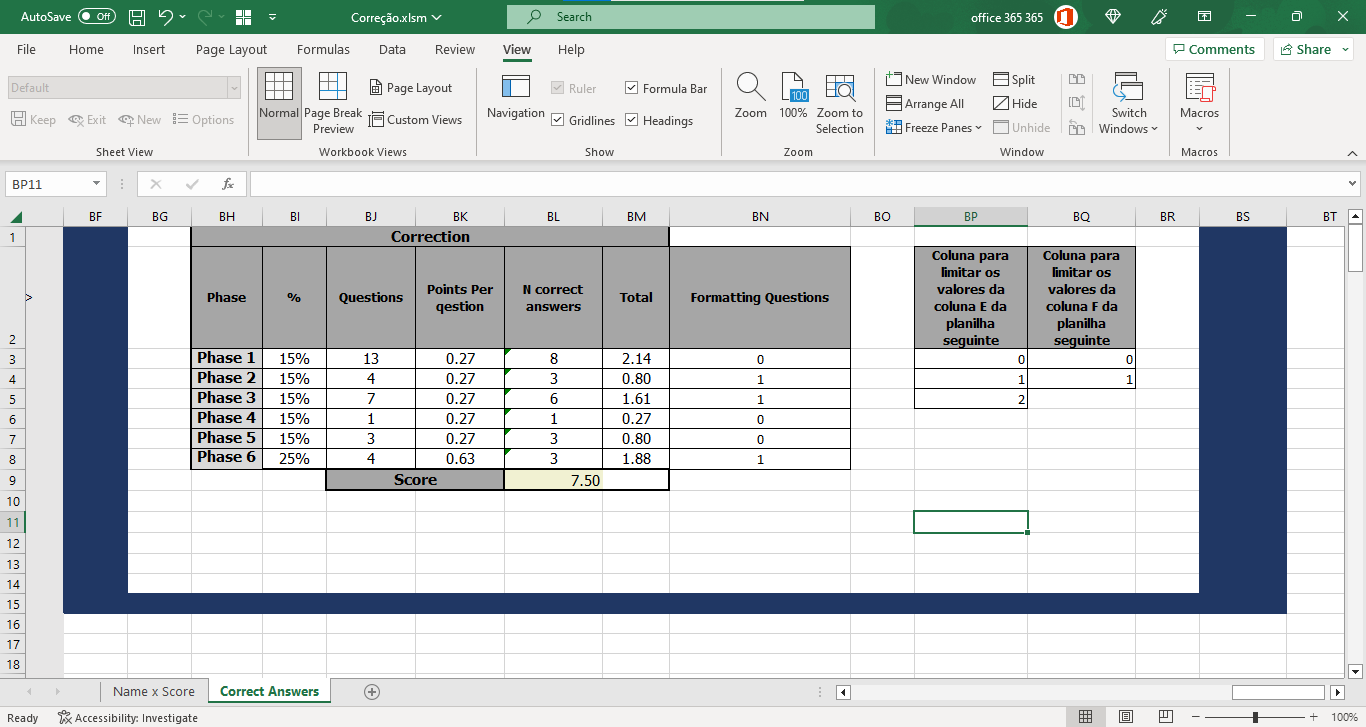 AutoSave Off Correção.xlsm Search office 365 365
File Home Insert Page Layout Formulas Data Review View Help Comments Share
Default
Keep Exit New Options
Sheet View
Normal
Page Break Preview
Page Layout
Custom Views
Workbook Views
Navigation
Ruler
Formula Bar
Gridlines
Headings
Show
Zoom
100
100%
Zoom to Selection
Zoom
New Window
Arrange All
Freeze Panes
Split
Hide
Unhide
Switch Windows
Window
Macros
Macros
BP11 fx
BF BG BH BI BJ BK BL BM BN BO BP BQ BR BS BT
1 Correction
2 > Phase % Questions Points Per qestion N correct answers Total Formatting Questions Coluna para limitar os valores da coluna E da planilha seguinte Coluna para limitar os valores da coluna F da planilha seguinte
3 Phase 1 15% 13 0.27 8 2.14 0 0 0
4 Phase 2 15% 4 0.27 3 0.80 1 1 1
5 Phase 3 15% 7 0.27 6 1.61 1 2
6 Phase 4 15% 1 0.27 1 0.27 0
7 Phase 5 15% 3 0.27 3 0.80 0
8 Phase 6 25% 4 0.63 3 1.88 1
9 Score 7.50
10
11
12
13
14
15
16
17
18
Name x Score Correct Answers
Ready Accessibility: Investigate 100%